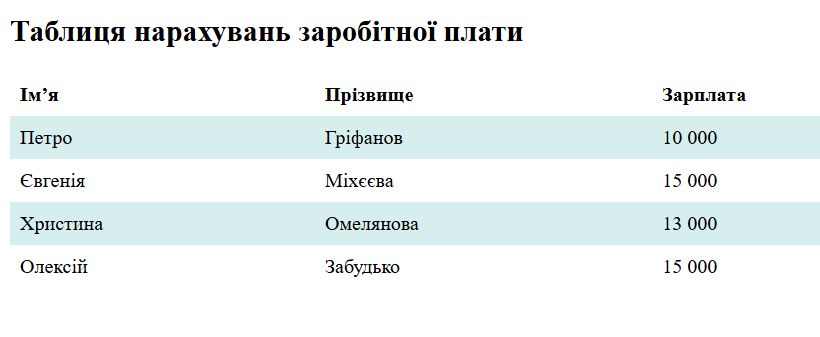 Таблиця нарахувань заробітної плати
Ім’я Прізвище Зарплата
Петро Гріфанов 10 000
Євгенія Міхєєва 15 000
Христина Омелянова 13 000
Олексій Забудько 15 000